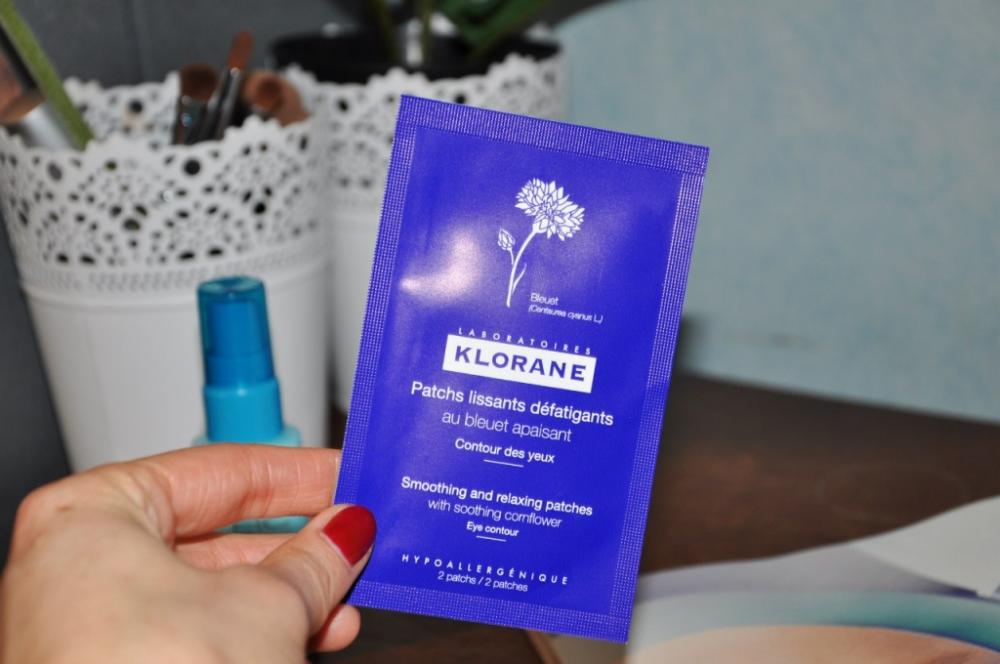 Bleuet
(Centaurea cyanus L.)
LABORATOIRES
KLORANE
Patchs lissants défatigants
au bleuet apaisant
Contour des yeux
Smoothing and relaxing patches
with soothing cornflower
Eye contour
HYPOALLERGÉNIQUE
2 patchs / 2 patches